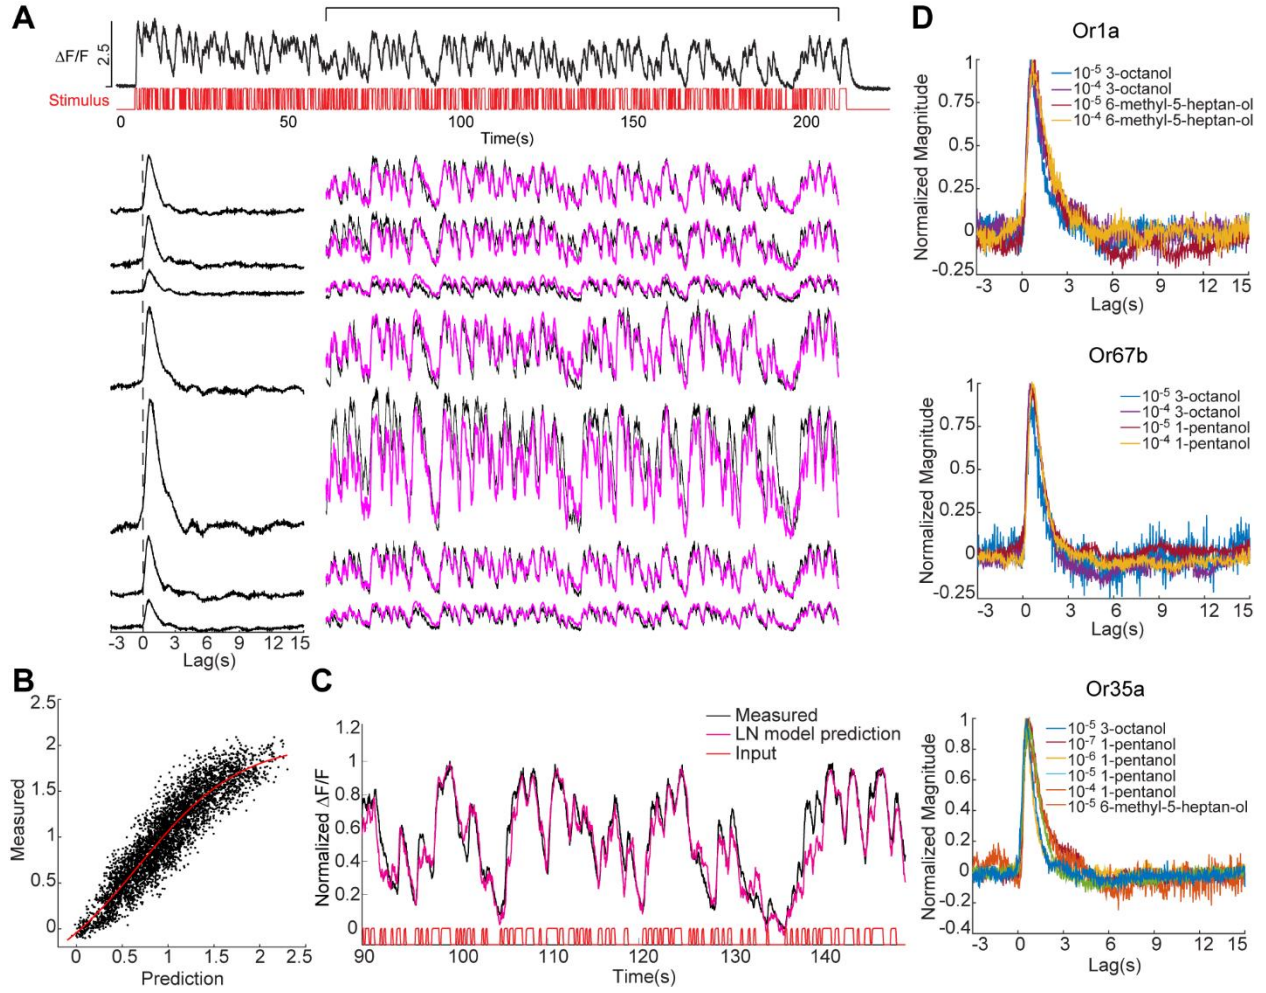 A
ΔF/F
2.5
Stimulus
0 50 100 150 200
Time(s)
-3 0 3 6 9 12 15
Lag(s)
B
2.5
2
1.5
1
0.5
0
Measured
0 0.5 1 1.5 2 2.5
Prediction
C
Measured
LN model prediction
Input
1.2
1
0.8
0.6
0.4
0.2
0
Normalized ΔF/F
90 100 110 120 130 140
Time(s)
D
Or1a
10-5 3-octanol
10-4 3-octanol
10-5 6-methyl-5-heptan-ol
10-4 6-methyl-5-heptan-ol
1
0.75
0.5
0.25
0
-0.25
Normalized Magnitude
-3 0 3 6 9 12 15
Lag(s)
Or67b
10-5 3-octanol
10-4 3-octanol
10-5 1-pentanol
10-4 1-pentanol
1
0.75
0.5
0.25
0
-0.25
Normalized Magnitude
-3 0 3 6 9 12 15
Lag(s)
Or35a
10-5 3-octanol
10-7 1-pentanol
10-6 1-pentanol
10-5 1-pentanol
10-4 1-pentanol
10-5 6-methyl-5-heptan-ol
1
0.8
0.6
0.4
0.2
0
-0.2
-0.4
Normalized Magnitude
-3 0 3 6 9 12 15
Lag(s)